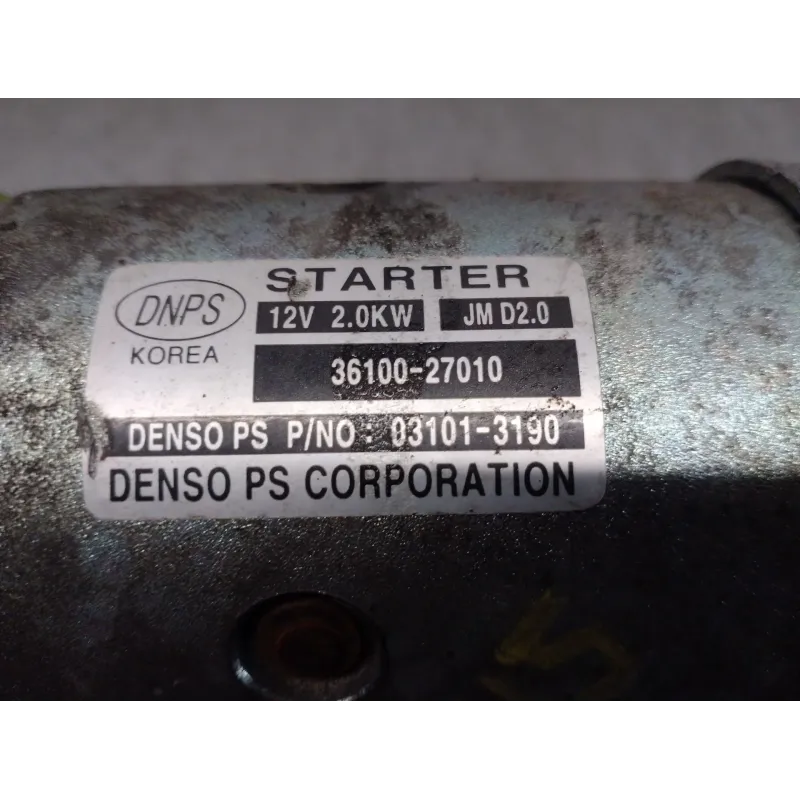 STARTER
DNPS
12V 2.0KW JM D2.0
KOREA
36100-27010
DENSO PS P/NO : 03101-3190
DENSO PS CORPORATION